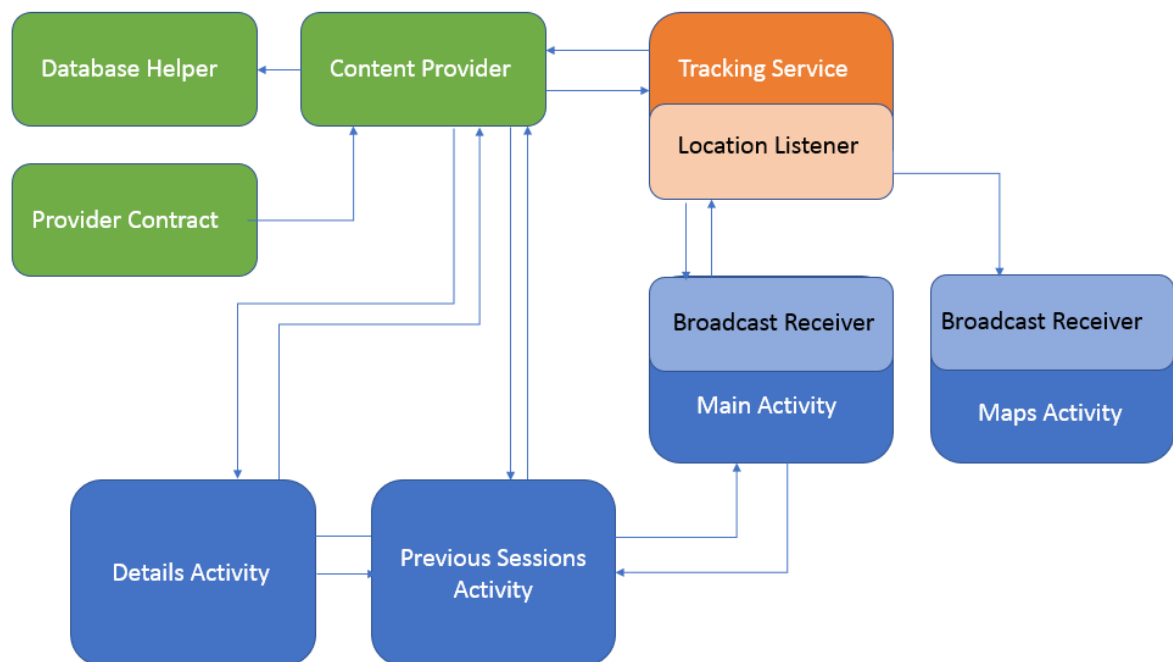 Database Helper
Content Provider
Tracking Service
Location Listener
Provider Contract
Broadcast Receiver
Main Activity
Broadcast Receiver
Maps Activity
Details Activity
Previous Sessions
Activity